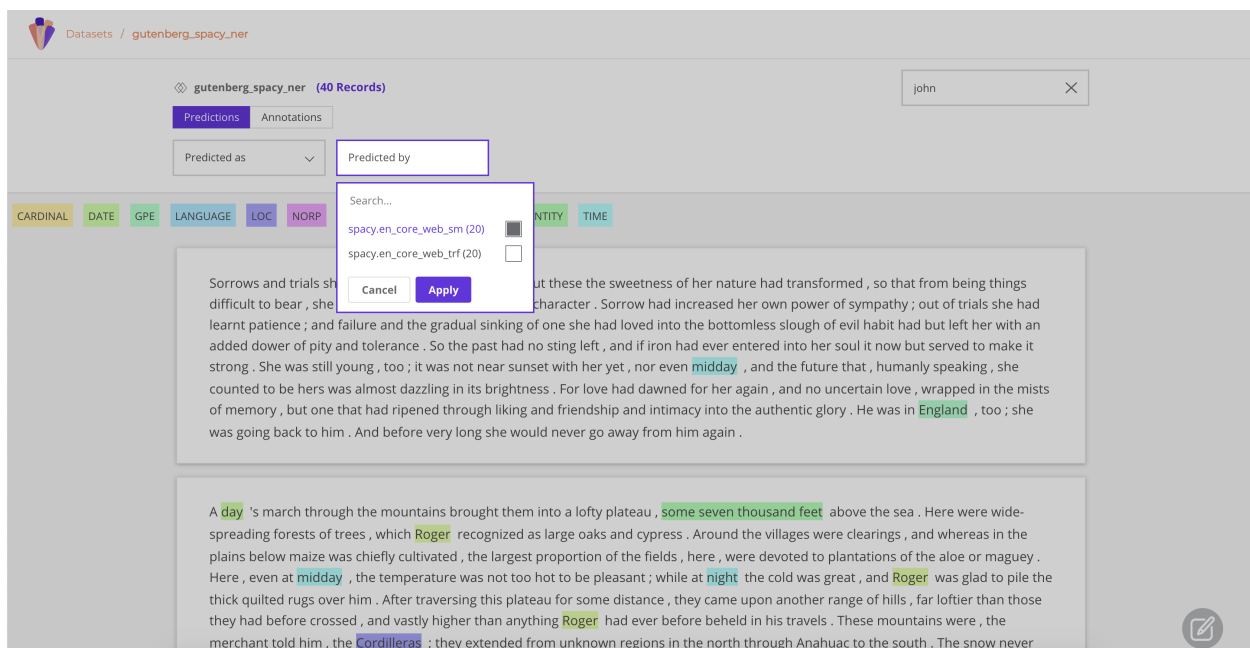 Datasets / gutenberg_spacy_ner
gutenberg_spacy_ner (40 Records)
john
Predictions Annotations
Predicted as
Predicted by
Search...
spacy.en_core_web_sm (20)
spacy.en_core_web_trf (20)
Cancel Apply
CARDINAL DATE GPE LANGUAGE LOC NORP NTITY TIME
Sorrows and trials sh ut these the sweetness of her nature had transformed , so that from being things
difficult to bear , she character . Sorrow had increased her own power of sympathy ; out of trials she had
learnt patience ; and failure and the gradual sinking of one she had loved into the bottomless slough of evil habit had but left her with an
added dower of pity and tolerance . So the past had no sting left , and if iron had ever entered into her soul it now but served to make it
strong . She was still young , too ; it was not near sunset with her yet , nor even midday , and the future that , humanly speaking , she
counted to be hers was almost dazzling in its brightness . For love had dawned for her again , and no uncertain love , wrapped in the mists
of memory , but one that had ripened through liking and friendship and intimacy into the authentic glory . He was in England , too ; she
was going back to him . And before very long she would never go away from him again .
A day 's march through the mountains brought them into a lofty plateau , some seven thousand feet above the sea . Here were wide-
spreading forests of trees , which Roger recognized as large oaks and cypress . Around the villages were clearings , and whereas in the
plains below maize was chiefly cultivated , the largest proportion of the fields , here , were devoted to plantations of the aloe or maguey .
Here , even at midday , the temperature was not too hot to be pleasant ; while at night the cold was great , and Roger was glad to pile the
thick quilted rugs over him . After traversing this plateau for some distance , they came upon another range of hills , far loftier than those
they had before crossed , and vastly higher than anything Roger had ever before beheld in his travels . These mountains were , the
merchant told him , the Cordilleras ; they extended from unknown regions in the north through Anahuac to the south . The snow never